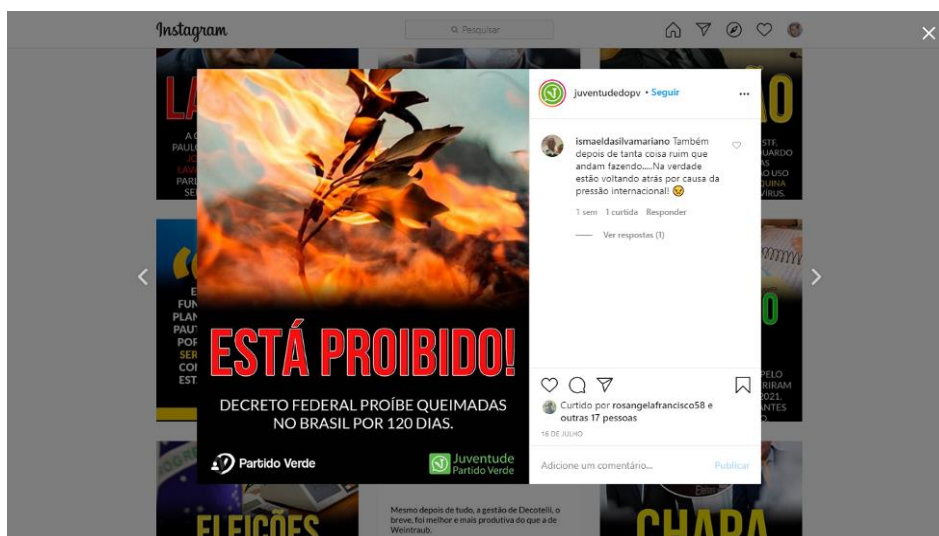 Instagram
Pesquisar
ESTÁ PROIBIDO!
DECRETO FEDERAL PROÍBE QUEIMADAS
NO BRASIL POR 120 DIAS.
Partido Verde
Juventude
Partido Verde
juventudedopv • Seguir
ismaeldasilvamariano Também
depois de tanta coisa ruim que
andam fazendo.....Na verdade
estão voltando atrás por causa da
pressão internacional! 😢
1 sem 1 curtida Responder
Ver respostas (1)
Curtido por rosangelafrancisco58 e
outras 17 pessoas
16 DE JULHO
Adicione um comentário...
Publicar
ELEIÇÕES
Mesmo depois de tudo, a gestão de Decotelli, o
breve, foi melhor e mais produtiva do que a de
Weintraub.
CHAPA